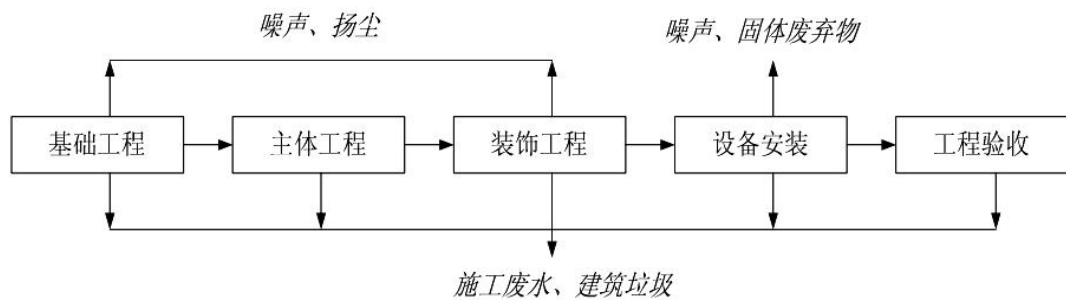 噪声、扬尘
噪声、固体废弃物
基础工程
主体工程
装饰工程
设备安装
工程验收
施工废水、建筑垃圾